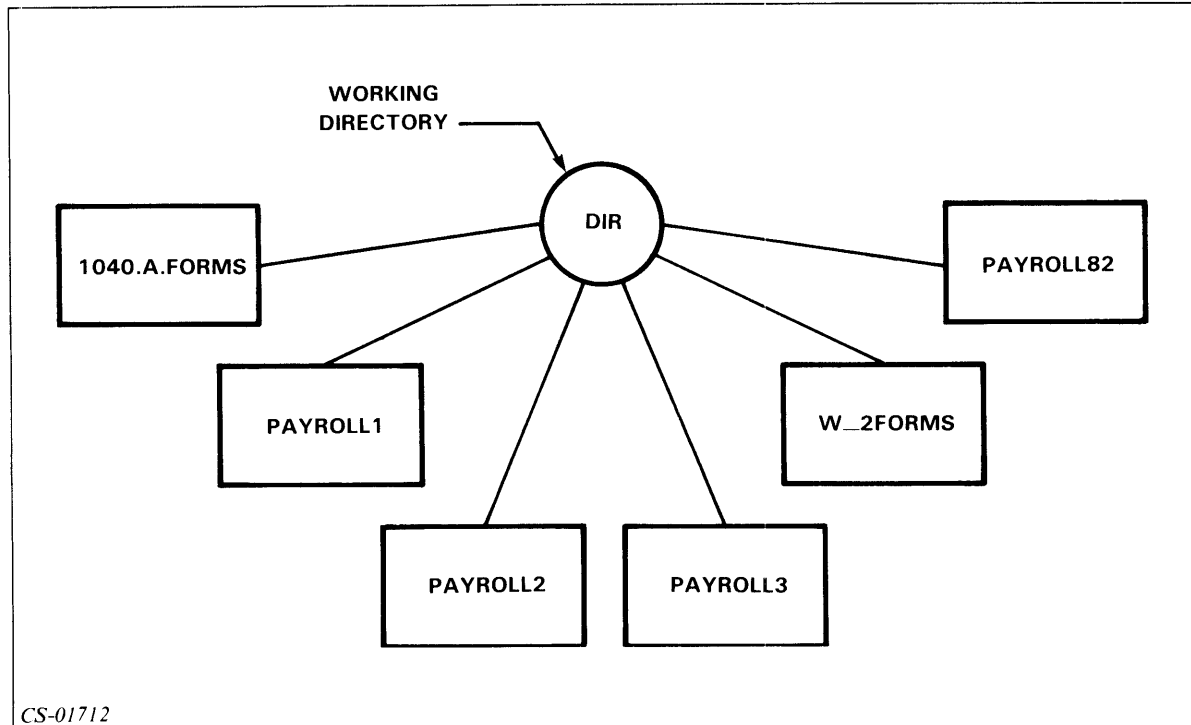 WORKING
DIRECTORY
DIR
1040.A.FORMS
PAYROLL82
PAYROLL1
W_2FORMS
PAYROLL2
PAYROLL3
CS-01712